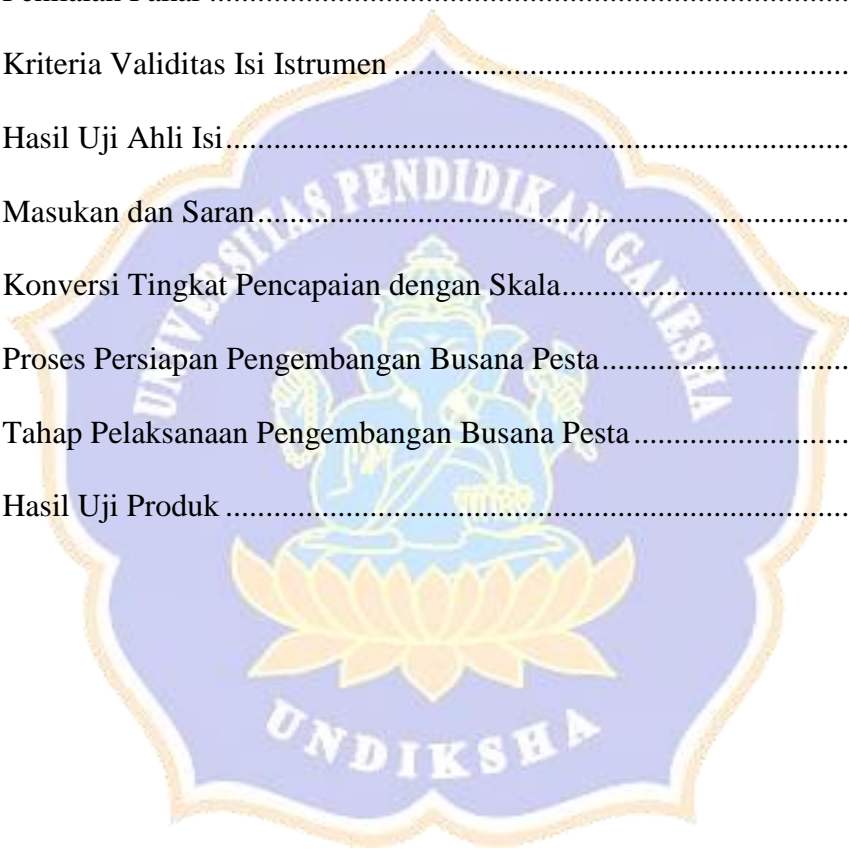 Kriteria Validitas Isi Istrumen ........................................................
Hasil Uji Ahli Isi.............................................................................
Masukan dan Saran.........................................................................
Konversi Tingkat Pencapaian dengan Skala...................................
Proses Persiapan Pengembangan Busana Pesta..............................
Tahap Pelaksanaan Pengembangan Busana Pesta ..........................
Hasil Uji Produk .............................................................................
UNIVERSITAS PENDIDIKAN GANESHA
UNDIKSHA